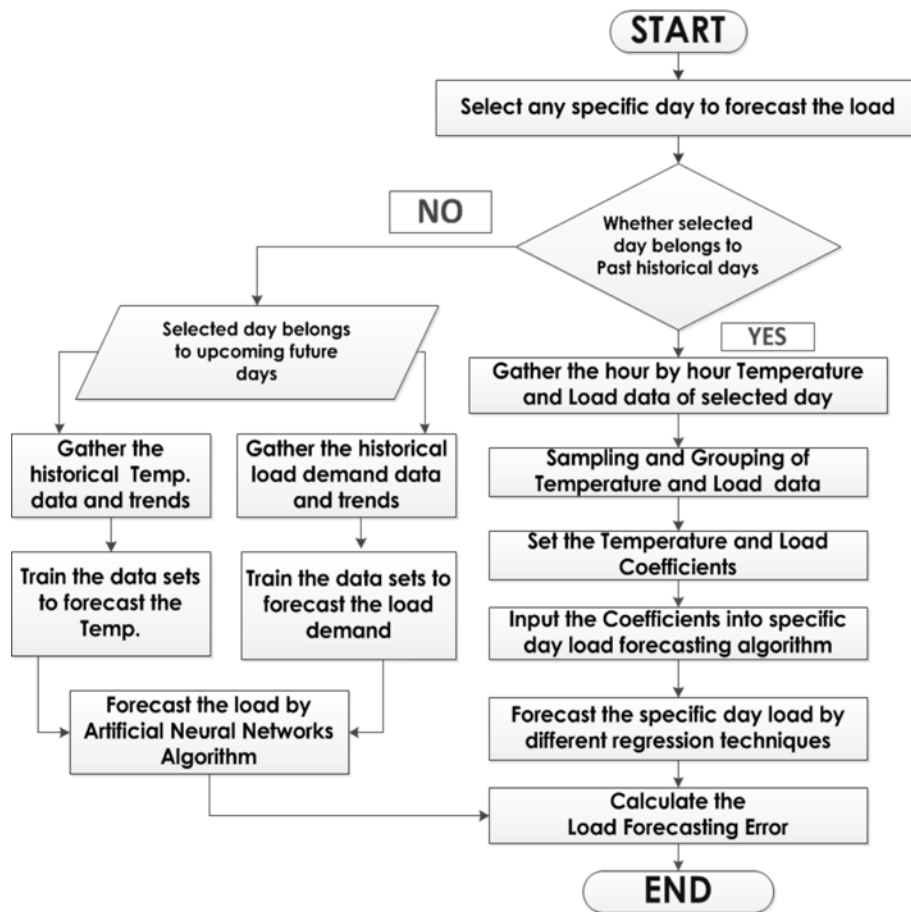 START
Select any specific day to forecast the load
Whether selected
day belongs to
Past historical days
NO
YES
Selected day belongs
to upcoming future
days
Gather the
historical Temp.
data and trends
Gather the historical
load demand data
and trends
Train the data sets
to forecast the
Temp.
Train the data sets to
forecast the load
demand
Forecast the load by
Artificial Neural Networks
Algorithm
Gather the hour by hour Temperature
and Load data of selected day
Sampling and Grouping of
Temperature and Load data
Set the Temperature and Load
Coefficients
Input the Coefficients into specific
day load forecasting algorithm
Forecast the specific day load by
different regression techniques
Calculate the
Load Forecasting Error
END